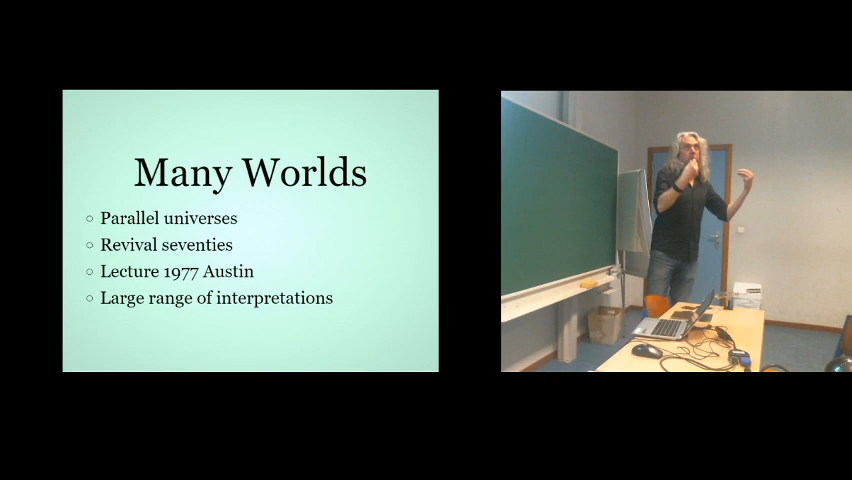 Many Worlds
Parallel universes
Revival seventies
Lecture 1977 Austin
Large range of interpretations